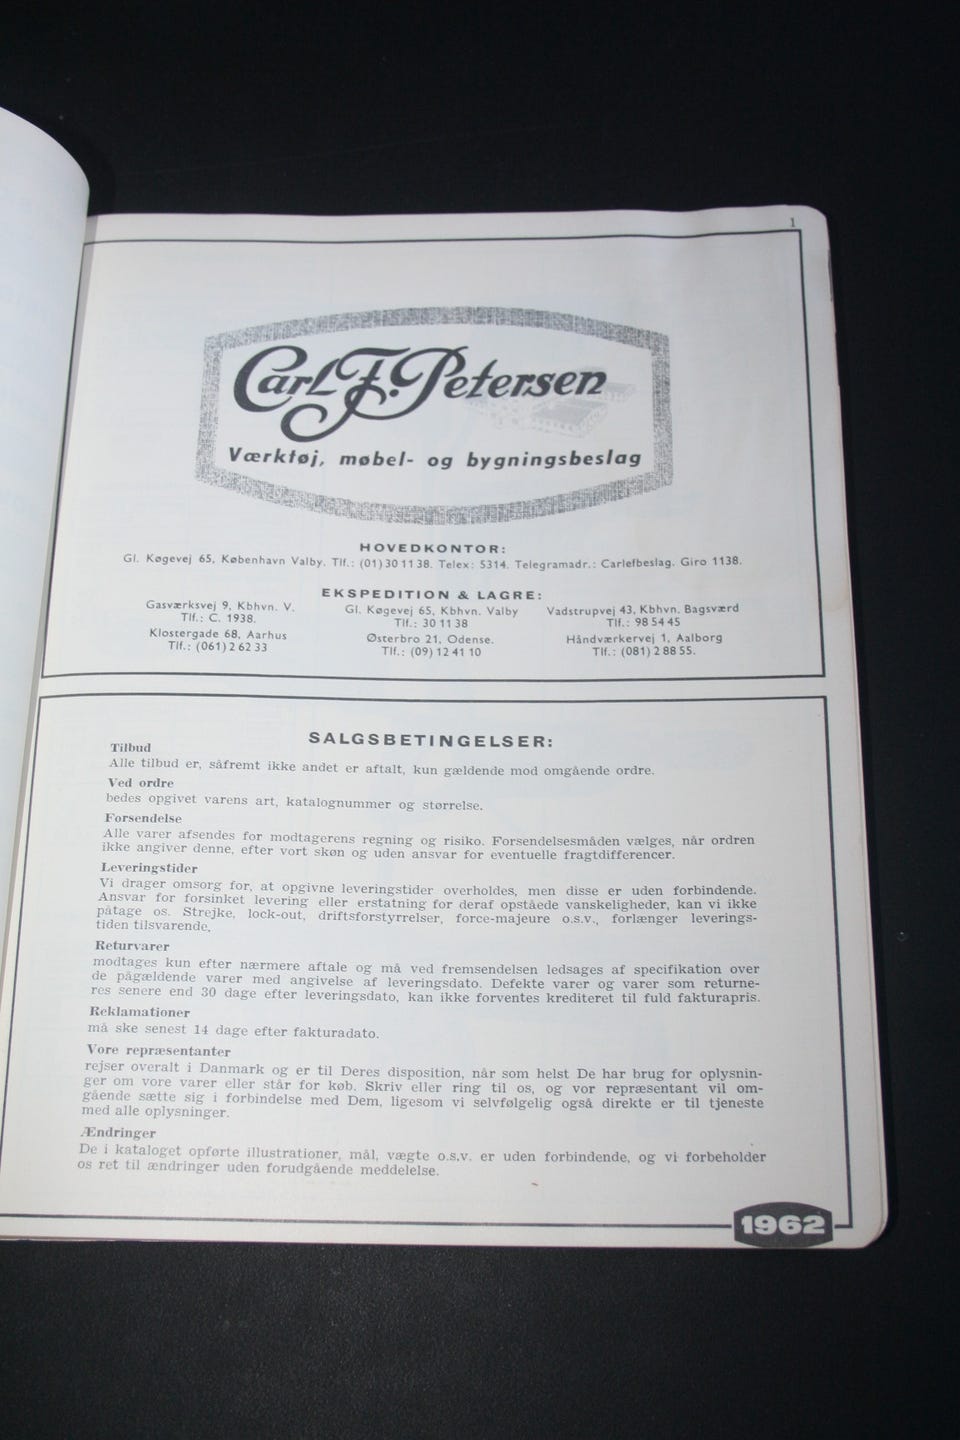 1
Carl F. Petersen
Værktøj, møbel- og bygningsbeslag
HOVEDKONTOR:
Gl. Køgevej 65, København Valby. Tlf.: (01) 30 11 38. Telex: 5314. Telegramadr.: Carlefbeslag. Giro 1138.
EKSPEDITION & LAGRE:
Gasværksvej 9, Kbhvn. V. Gl. Køgevej 65, Kbhvn. Valby Vadstrupvej 43, Kbhvn. Bagsværd
Tlf.: C. 1938. Tlf.: 30 11 38 Tlf.: 98 54 45
Klostergade 68, Aarhus Østerbro 21, Odense. Håndværkervej 1, Aalborg
Tlf.: (061) 2 62 33 Tlf.: (09) 12 41 10 Tlf.: (081) 2 88 55.
SALGSBETINGELSER:
Tilbud
Alle tilbud er, såfremt ikke andet er aftalt, kun gældende mod omgående ordre.
Ved ordre
bedes opgivet varens art, katalognummer og størrelse.
Forsendelse
Alle varer afsendes for modtagerens regning og risiko. Forsendelsesmåden vælges, når ordren
ikke angiver denne, efter vort skøn og uden ansvar for eventuelle fragtdifferencer.
Leveringstider
Vi drager omsorg for, at opgivne leveringstider overholdes, men disse er uden forbindende.
Ansvar for forsinket levering eller erstatning for deraf opståede vanskeligheder, kan vi ikke
påtage os. Strejke, lock-out, driftsforstyrrelser, force-majeure o.s.v., forlænger leverings-
tiden tilsvarende.
Returvarer
modtages kun efter nærmere aftale og må ved fremsendelsen ledsages af specifikation over
de pågældende varer med angivelse af leveringsdato. Defekte varer og varer som returne-
res senere end 30 dage efter leveringsdato, kan ikke forventes krediteret til fuld fakturapris.
Reklamationer
må ske senest 14 dage efter fakturadato.
Vore repræsentanter
rejser overalt i Danmark og er til Deres disposition, når som helst De har brug for oplysnin-
ger om vore varer eller står for køb. Skriv eller ring til os, og vor repræsentant vil om-
gående sætte sig i forbindelse med Dem, ligesom vi selvfølgelig også direkte er til tjeneste
med alle oplysninger.
Ændringer
De i kataloget opførte illustrationer, mål, vægte o.s.v. er uden forbindende, og vi forbeholder
os ret til ændringer uden forudgående meddelelse.
1962